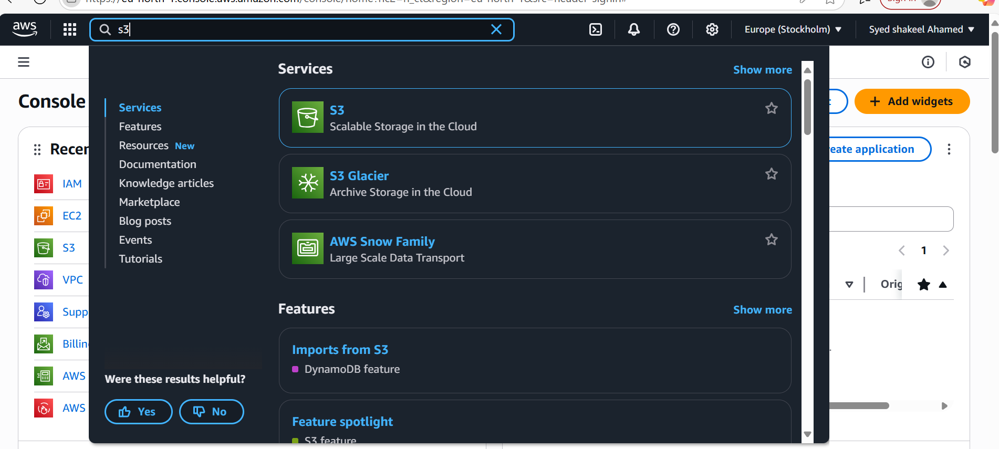 aws
s3
Europe (Stockholm)
Syed shakeel Ahamed
Console
Add widgets
Services
Features
Resources New
Documentation
Knowledge articles
Marketplace
Blog posts
Events
Tutorials
Were these results helpful?
Yes
No
Services
Show more
S3
Scalable Storage in the Cloud
S3 Glacier
Archive Storage in the Cloud
AWS Snow Family
Large Scale Data Transport
Features
Show more
Imports from S3
DynamoDB feature
Feature spotlight
S3 feature
Recen
IAM
EC2
S3
VPC
Supp
Billin
AWS
AWS
reate application
1
Orig